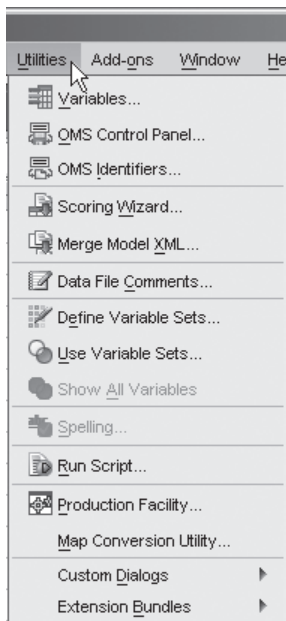 Utilities Add-ons Window He
Variables...
OMS Control Panel...
OMS Identifiers...
Scoring Wizard...
Merge Model XML...
Data File Comments...
Define Variable Sets...
Use Variable Sets...
Show All Variables
Spelling...
Run Script...
Production Facility...
Map Conversion Utility...
Custom Dialogs
Extension Bundles